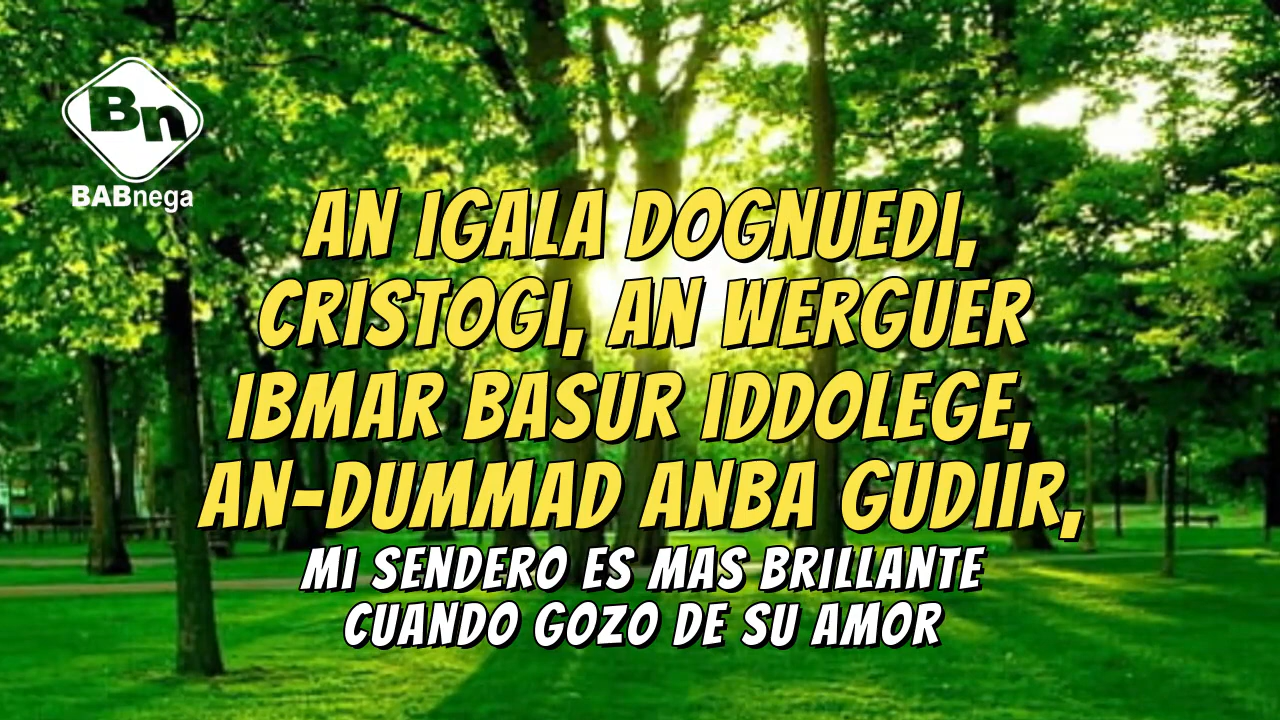 Bn
BABnega
AN IGALA DOGNUEDI,
CRISTOGI, AN WERGUER
IBMAR BASUR IDDOLEGE,
AN-DUMMAD ANBA GUDIIR,
MI SENDERO ES MAS BRILLANTE
CUANDO GOZO DE SU AMOR